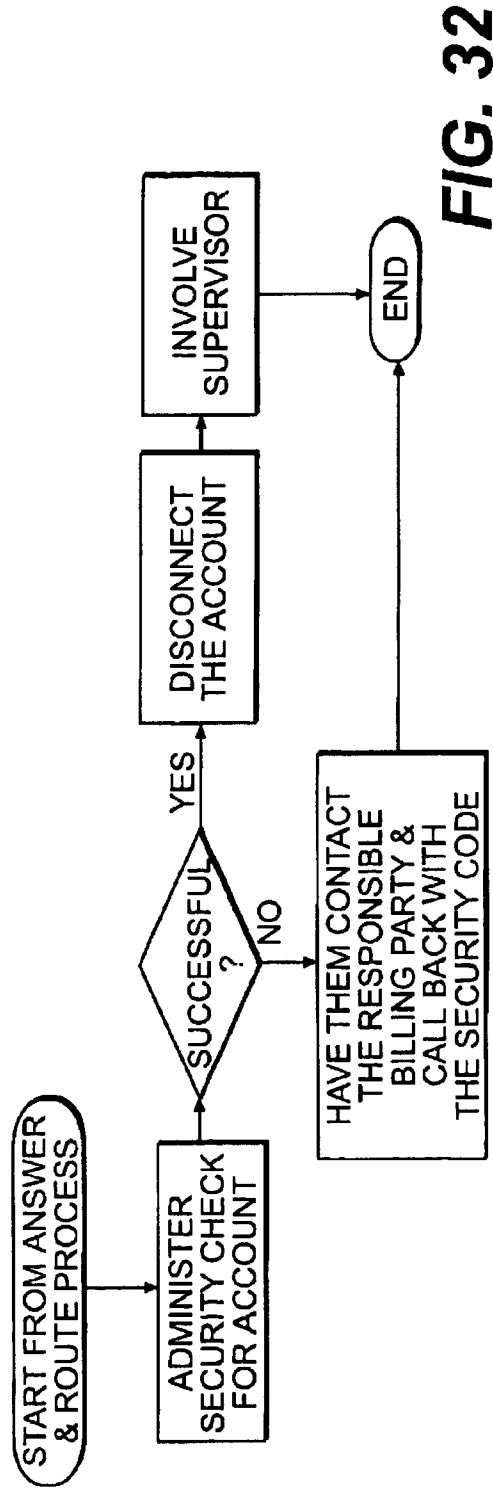 START FROM ANSWER
& ROUTE PROCESS
ADMINISTER
SECURITY CHECK
FOR ACCOUNT
SUCCESSFUL
?
YES
DISCONNECT
THE ACCOUNT
INVOLVE
SUPERVISOR
NO
HAVE THEM CONTACT
THE RESPONSIBLE
BILLING PARTY &
CALL BACK WITH
THE SECURITY CODE
END
FIG. 32